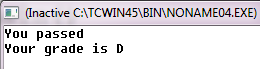 (Inactive C:\TCWIN45\BIN\NONAME04.EXE)
You passed
Your grade is D